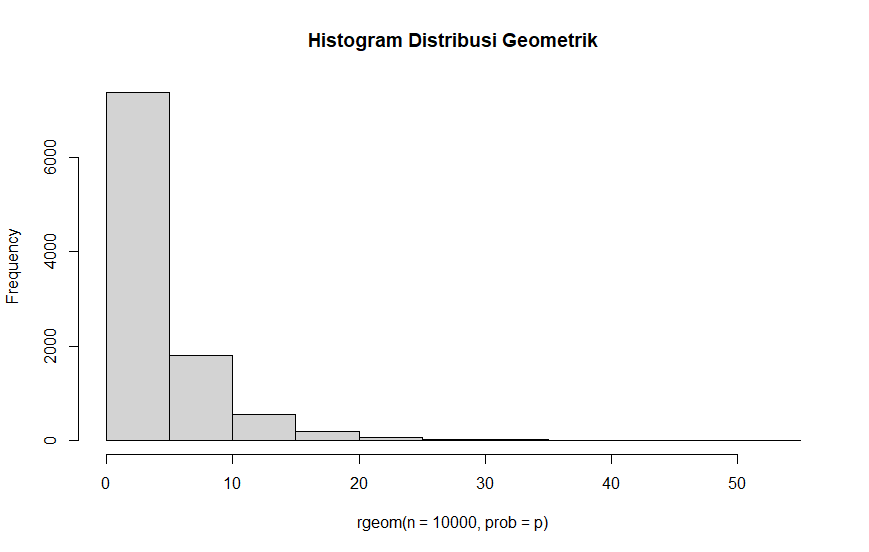 Histogram Distribusi Geometrik
Frequency
6000
4000
2000
0
0 10 20 30 40 50
rgeom(n = 10000, prob = p)